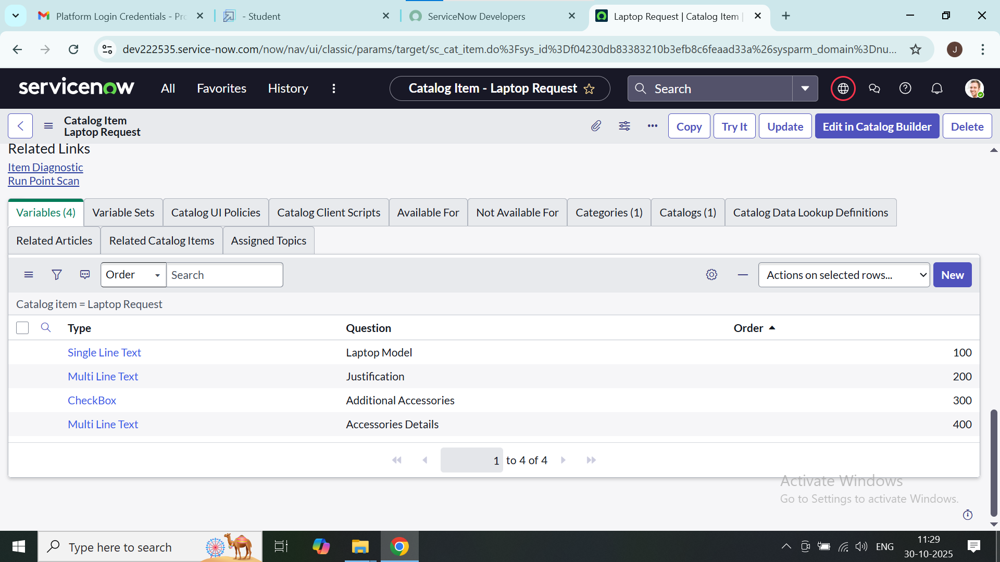 Platform Login Credentials - Pro
- Student
ServiceNow Developers
Laptop Request | Catalog Item |
dev222535.service-now.com/now/nav/ui/classic/params/target/sc_cat_item.do%3Fsys_id%3Df04230db83383210b3efb8c6feaad33a%26sysparm_domain%3Dnu...
J
servicenow
All
Favorites
History
Catalog Item - Laptop Request
Search
Catalog Item
Laptop Request
Copy
Try It
Update
Edit in Catalog Builder
Delete
Related Links
Item Diagnostic
Run Point Scan
Variables (4)
Variable Sets
Catalog UI Policies
Catalog Client Scripts
Available For
Not Available For
Categories (1)
Catalogs (1)
Catalog Data Lookup Definitions
Related Articles
Related Catalog Items
Assigned Topics
Order
Search
Actions on selected rows...
New
Catalog item = Laptop Request
Type Question Order
Single Line Text Laptop Model 100
Multi Line Text Justification 200
CheckBox Additional Accessories 300
Multi Line Text Accessories Details 400
1 to 4 of 4
Activate Windows
Go to Settings to activate Windows.
Type here to search
ENG
11:29
30-10-2025